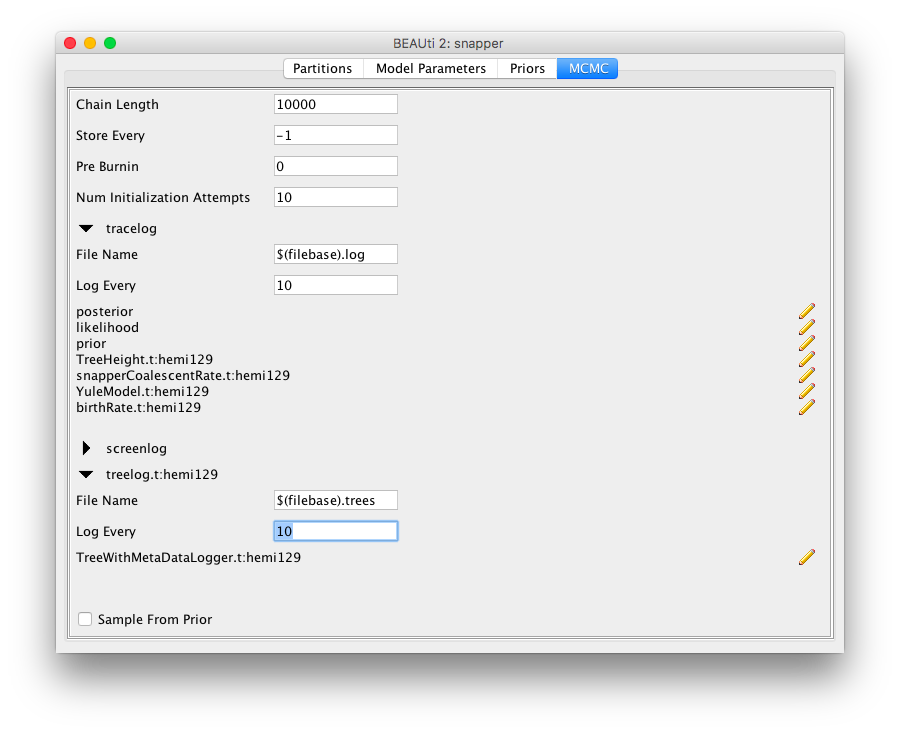 BEAUti 2: snapper
Partitions Model Parameters Priors MCMC
Chain Length 10000
Store Every -1
Pre Burnin 0
Num Initialization Attempts 10
tracelog
File Name $(filebase).log
Log Every 10
posterior
likelihood
prior
TreeHeight.t:hemi129
snapperCoalescentRate.t:hemi129
YuleModel.t:hemi129
birthRate.t:hemi129
screenlog
treelog.t:hemi129
File Name $(filebase).trees
Log Every 10
TreeWithMetaDataLogger.t:hemi129
Sample From Prior